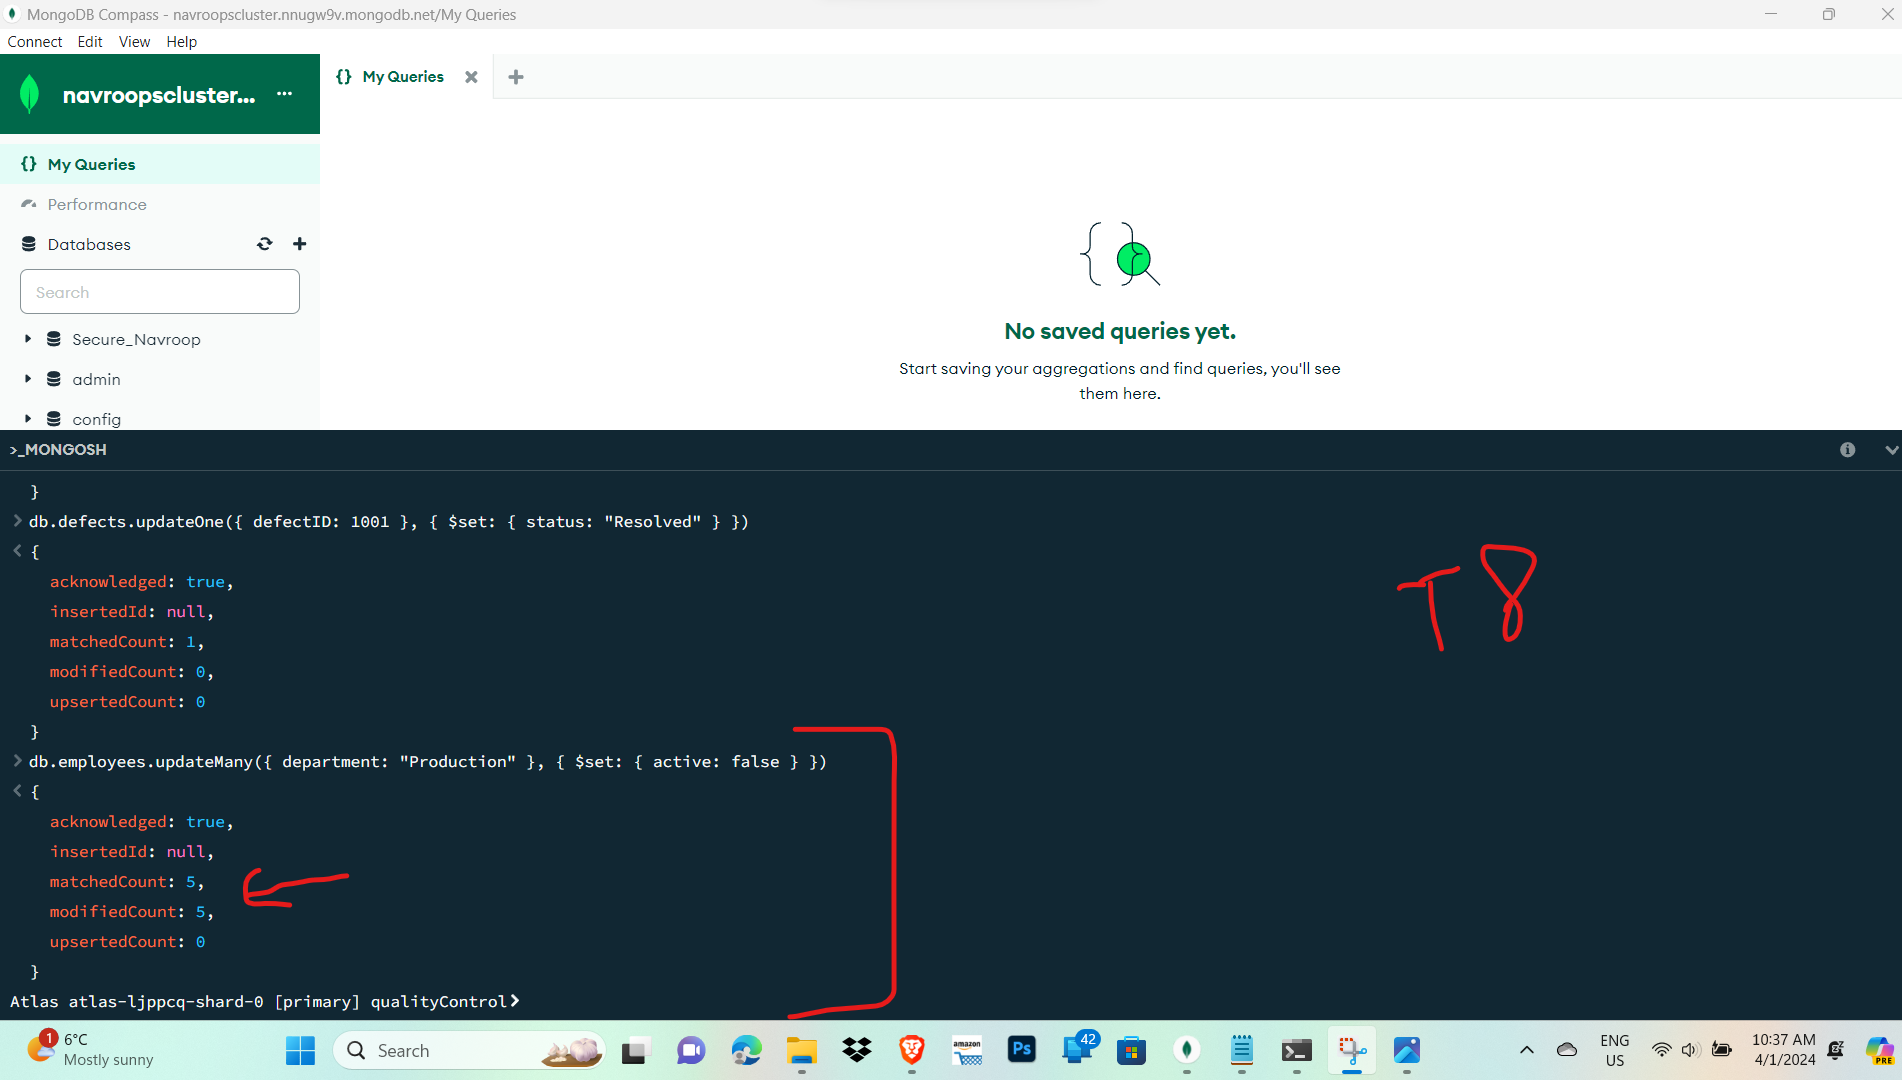 MongoDB Compass - navroopscluster.nnugw9v.mongodb.net/My Queries
Connect Edit View Help
navroopscluster... ...
{} My Queries
{} My Queries
Performance
Databases
Search
Secure_Navroop
admin
config
No saved queries yet.
Start saving your aggregations and find queries, you'll see
them here.
>_MONGOSH
}
> db.defects.updateOne({ defectID: 1001 }, { $set: { status: "Resolved" } })
< {
acknowledged: true,
insertedId: null,
matchedCount: 1,
modifiedCount: 0,
upsertedCount: 0
}
> db.employees.updateMany({ department: "Production" }, { $set: { active: false } })
< {
acknowledged: true,
insertedId: null,
matchedCount: 5,
modifiedCount: 5,
upsertedCount: 0
}
Atlas atlas-ljppcq-shard-0 [primary] qualityControl>
T8
1
6°C
Mostly sunny
Search
amazon
Ps
42
ENG
US
10:37 AM
4/1/2024
PRE